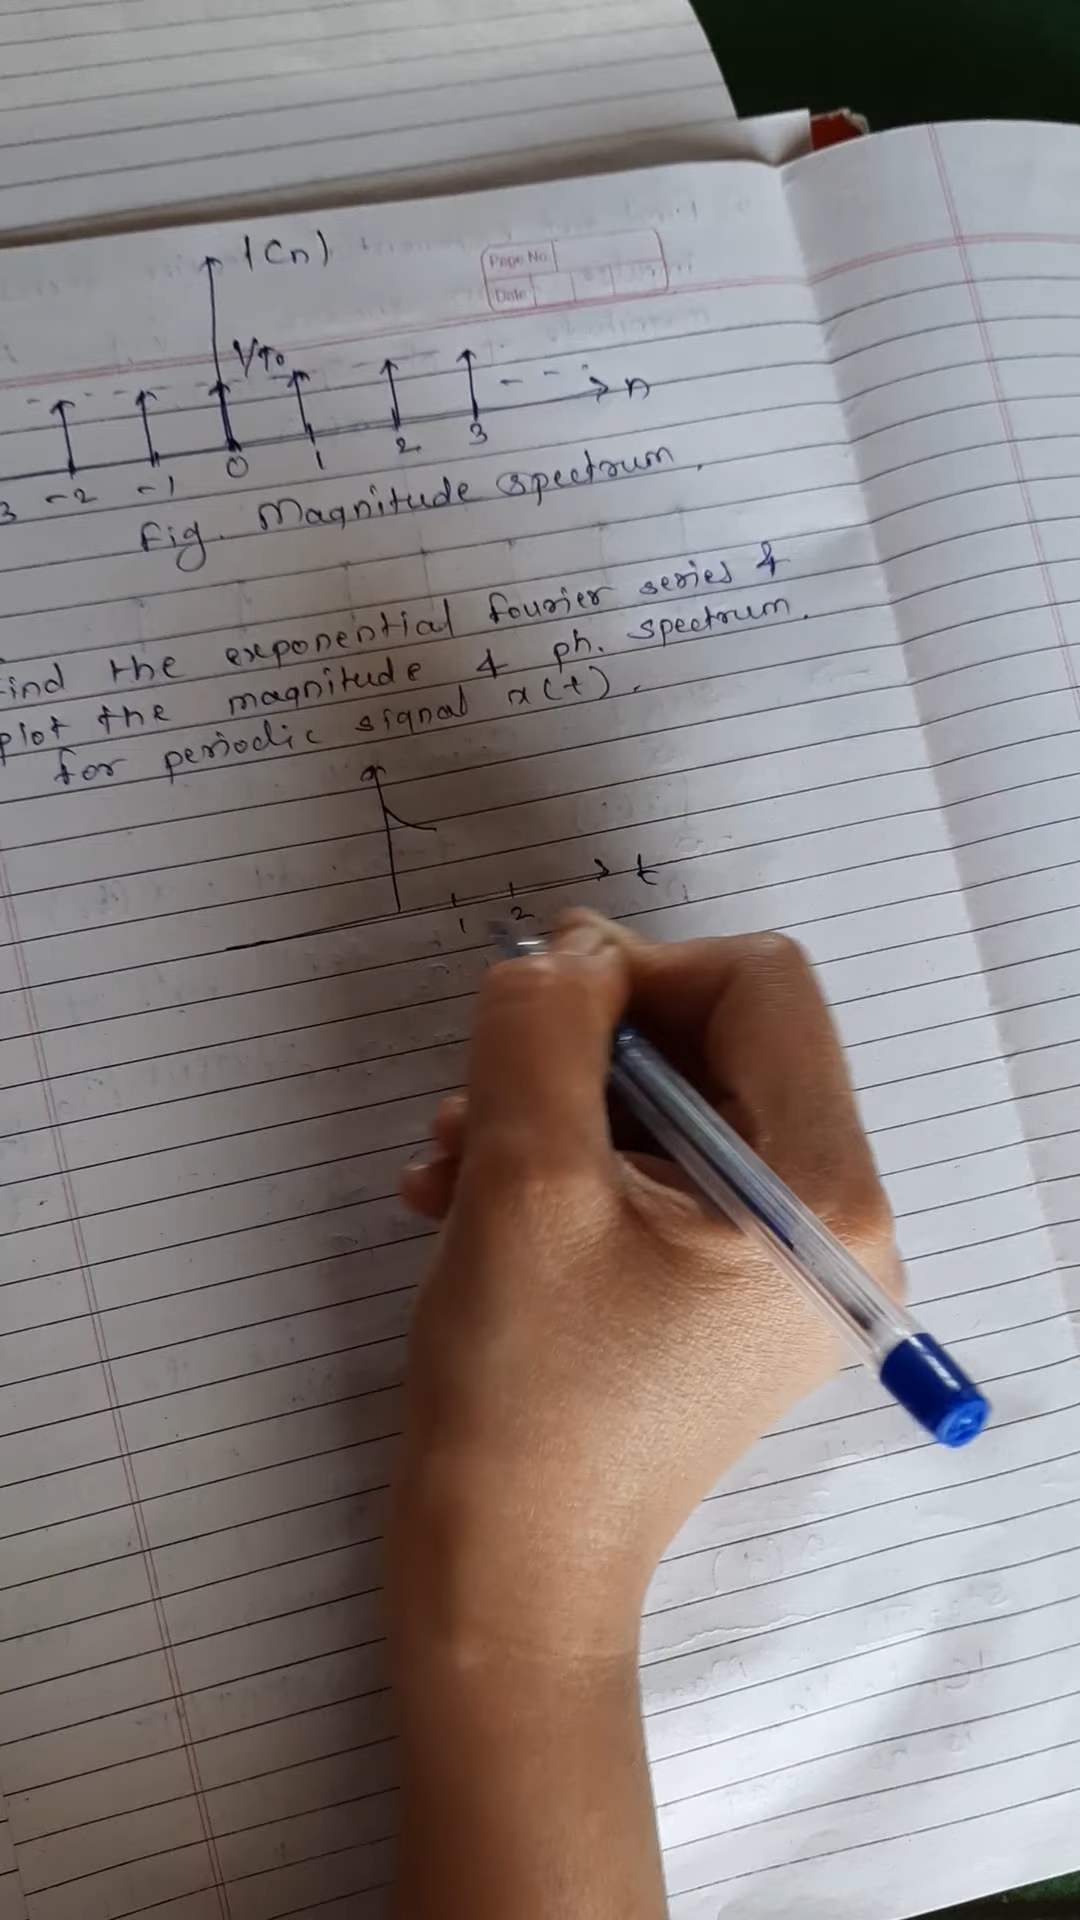 |Cn|
Page No.
Date
1/T0
n
3 -2 -1 0 1 2 3
Fig. Magnitude spectrum.
Find the exponential fourier series &
plot the magnitude & ph. spectrum.
for periodic signal x(t).
t
1 2